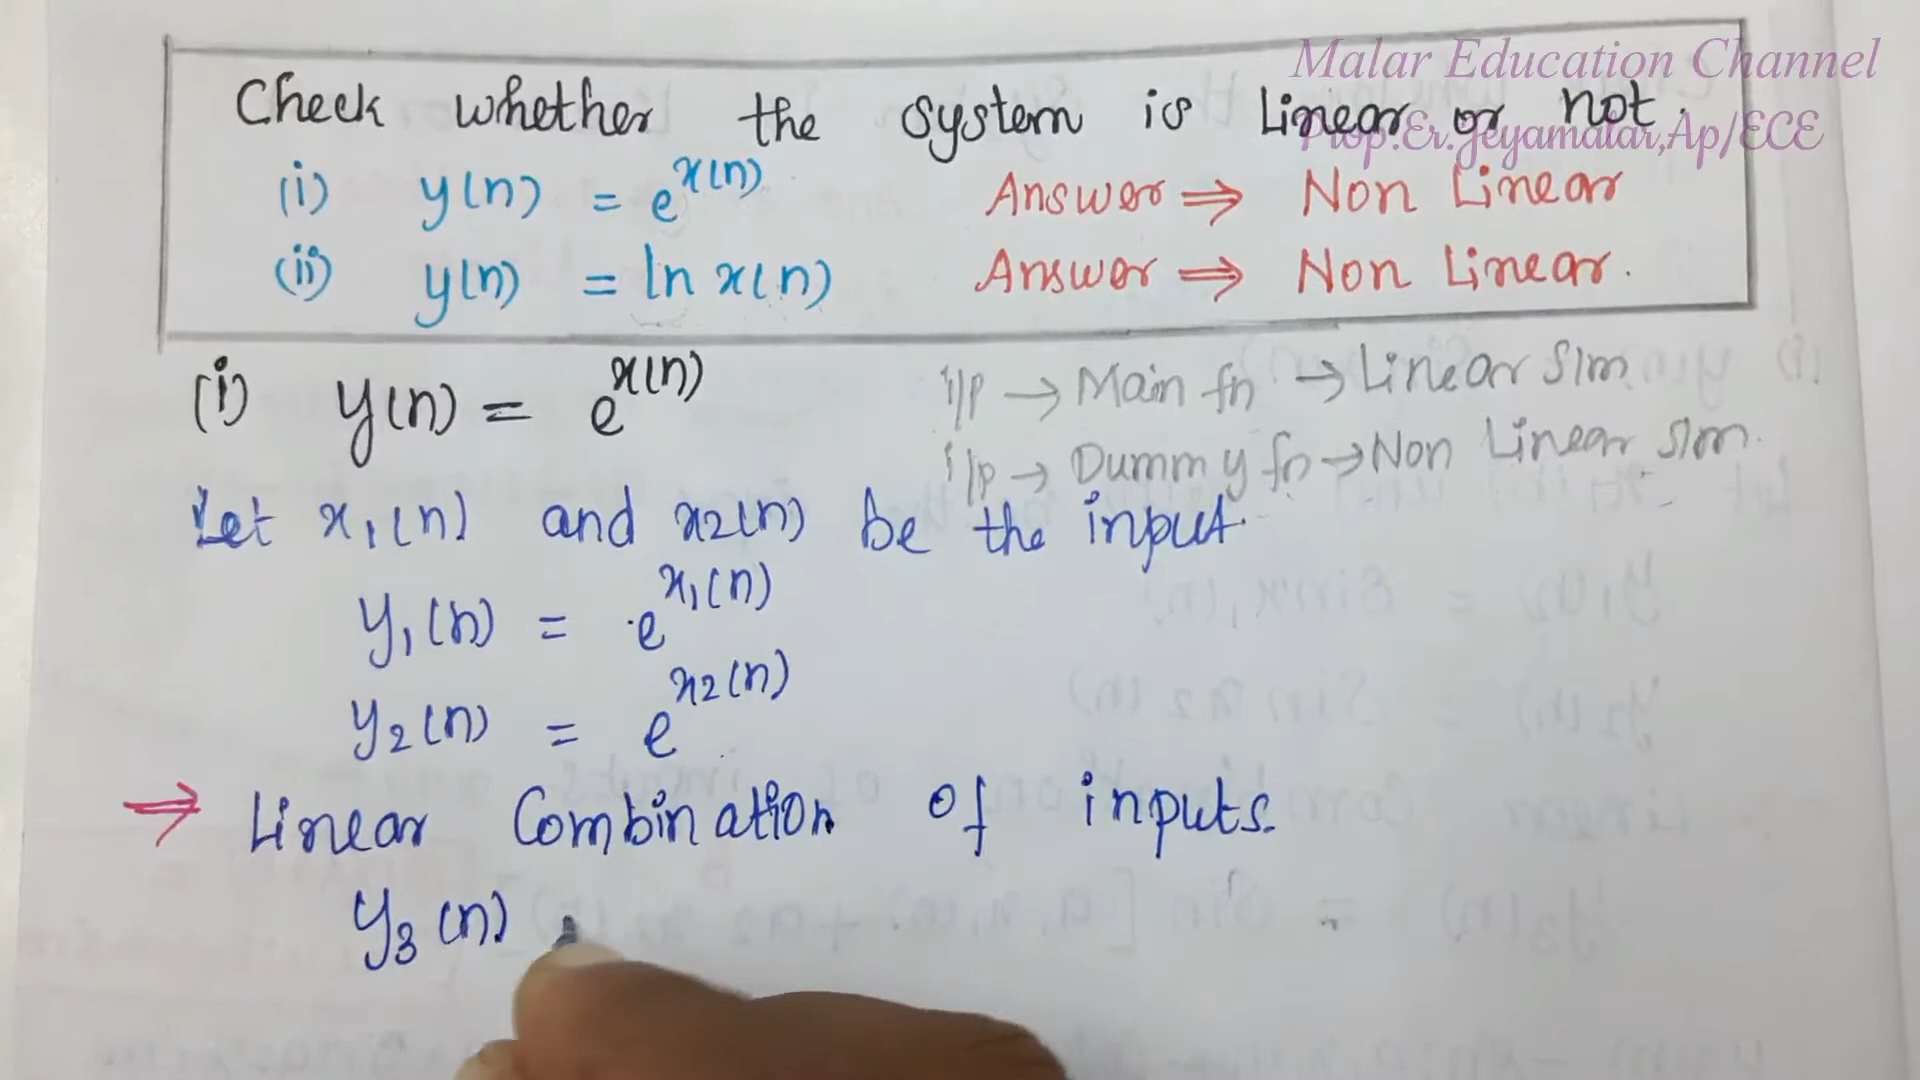 Malar Education Channel
Check whether the system is Linear or not.
Prop.Er.Jeyamalar,Ap/ECE
(i) y(n) = e^x(n) Answer ⇒ Non Linear
(ii) y(n) = ln x(n) Answer ⇒ Non Linear.
(i) y(n) = e^x(n)
i/p → Main fn → Linear s/m
i/p → Dummy fn → Non Linear s/m.
Let x1(n) and x2(n) be the input.
y1(n) = e^x1(n)
y2(n) = e^x2(n)
⇒ Linear Combination of inputs.
y3(n)